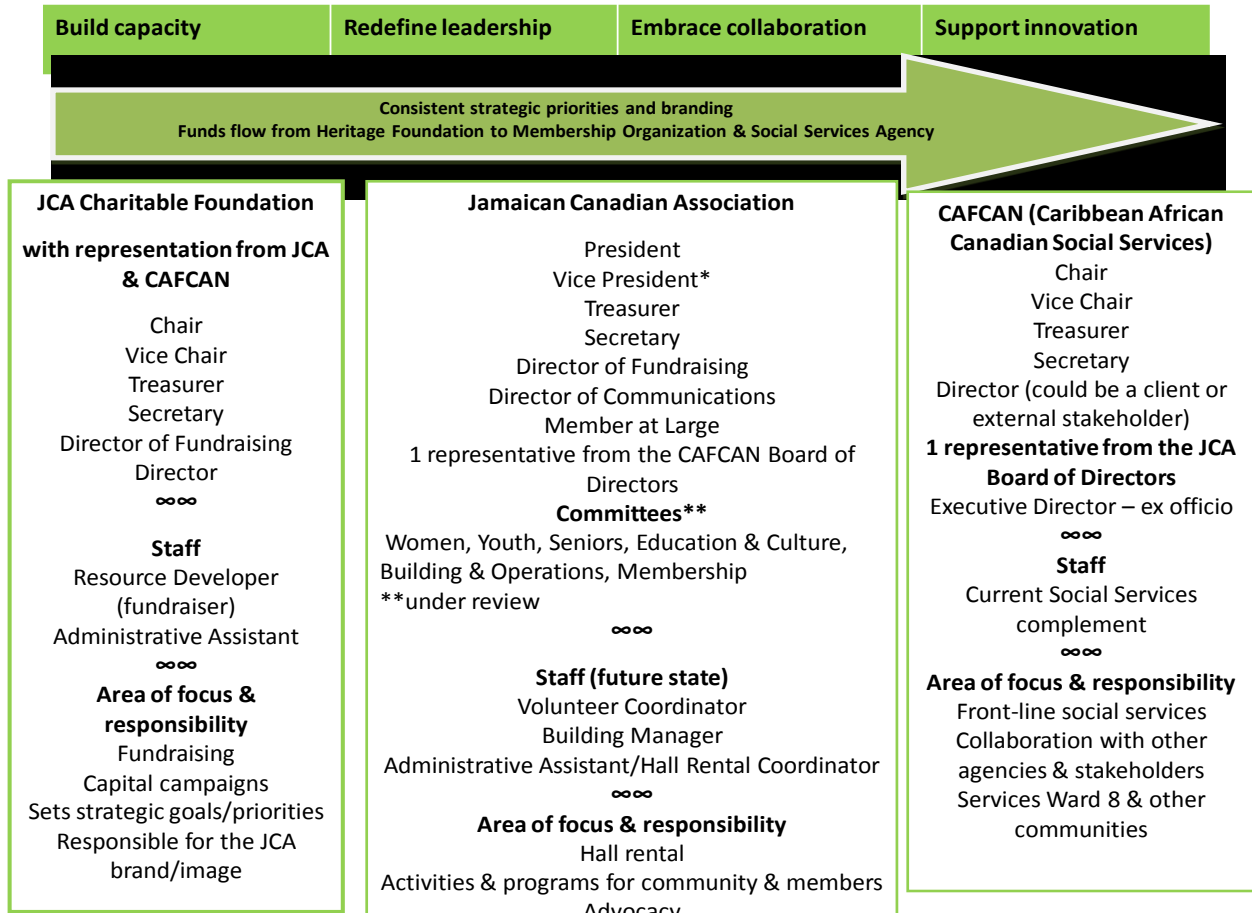 Build capacity
Redefine leadership
Embrace collaboration
Support innovation
Consistent strategic priorities and branding
Funds flow from Heritage Foundation to Membership Organization & Social Services Agency
JCA Charitable Foundation
with representation from JCA
& CAFCAN
Chair
Vice Chair
Treasurer
Secretary
Director of Fundraising
Director
∞∞
Staff
Resource Developer
(fundraiser)
Administrative Assistant
∞∞
Area of focus &
responsibility
Fundraising
Capital campaigns
Sets strategic goals/priorities
Responsible for the JCA
brand/image
Jamaican Canadian Association
President
Vice President*
Treasurer
Secretary
Director of Fundraising
Director of Communications
Member at Large
1 representative from the CAFCAN Board of
Directors
Committees**
Women, Youth, Seniors, Education & Culture,
Building & Operations, Membership
**under review
∞∞
Staff (future state)
Volunteer Coordinator
Building Manager
Administrative Assistant/Hall Rental Coordinator
∞∞
Area of focus & responsibility
Hall rental
Activities & programs for community & members
Advocacy
CAFCAN (Caribbean African
Canadian Social Services)
Chair
Vice Chair
Treasurer
Secretary
Director (could be a client or
external stakeholder)
1 representative from the JCA
Board of Directors
Executive Director – ex officio
∞∞
Staff
Current Social Services
complement
∞∞
Area of focus & responsibility
Front-line social services
Collaboration with other
agencies & stakeholders
Services Ward 8 & other
communities